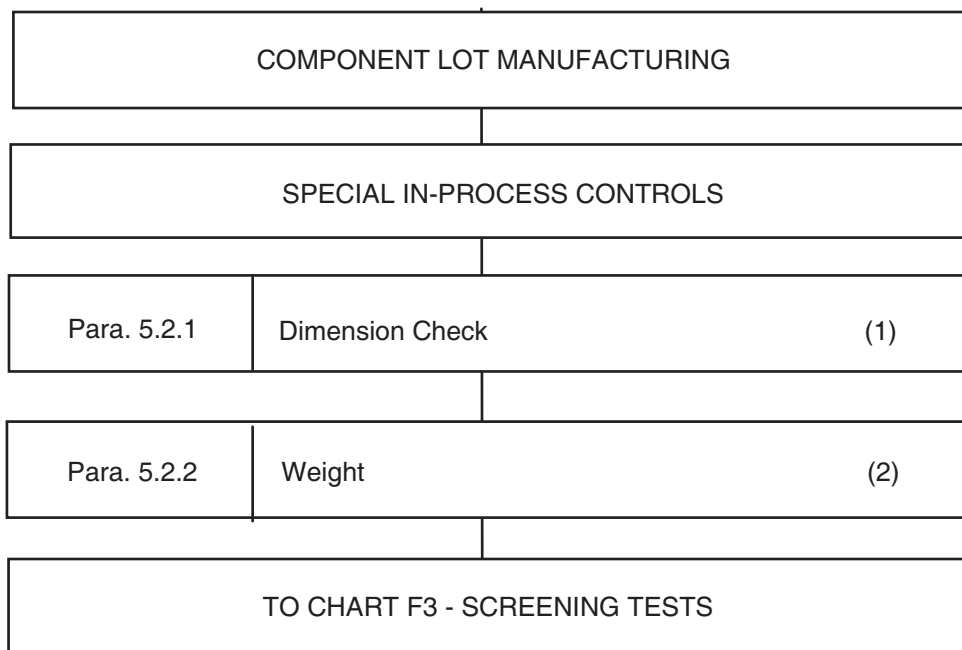 COMPONENT LOT MANUFACTURING
SPECIAL IN-PROCESS CONTROLS
Para. 5.2.1 Dimension Check (1)
Para. 5.2.2 Weight (2)
TO CHART F3 - SCREENING TESTS